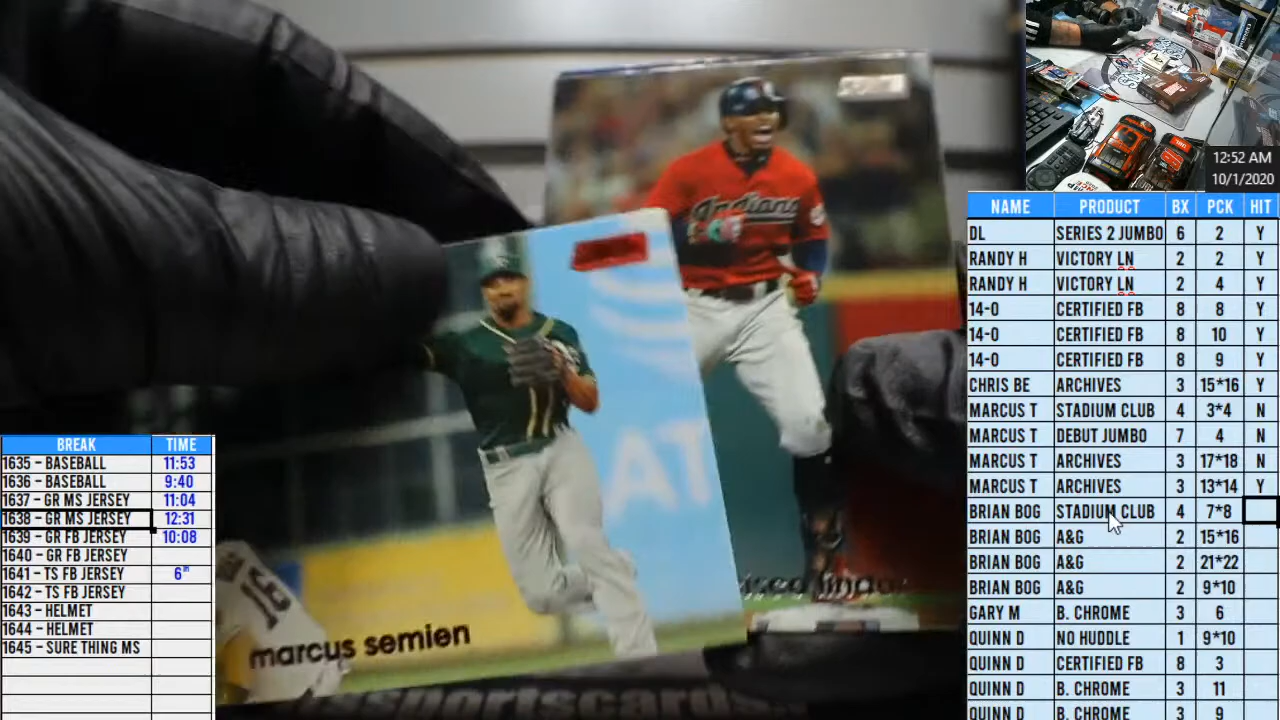 12:52 AM
10/1/2020
NAME PRODUCT BX PCK HIT
DL SERIES 2 JUMBO 6 2 Y
RANDY H VICTORY LN 2 2 Y
RANDY H VICTORY LN 2 4 Y
14-0 CERTIFIED FB 8 8 Y
14-0 CERTIFIED FB 8 10 Y
14-0 CERTIFIED FB 8 9 Y
CHRIS BE ARCHIVES 3 15*16 Y
MARCUS T STADIUM CLUB 4 3*4 N
MARCUS T DEBUT JUMBO 7 4 N
MARCUS T ARCHIVES 3 17*18 N
MARCUS T ARCHIVES 3 13*14 Y
BRIAN BOG STADIUM CLUB 4 7*8
BRIAN BOG A&G 2 15*16
BRIAN BOG A&G 2 21*22
BRIAN BOG A&G 2 9*10
GARY M B. CHROME 3 6
QUINN D NO HUDDLE 1 9*10
QUINN D CERTIFIED FB 8 3
QUINN D B. CHROME 3 11
QUINN D B. CHROME 3 9
BREAK TIME
1635 – BASEBALL 11:53
1636 – BASEBALL 9:40
1637 – GR MS JERSEY 11:04
1638 – GR MS JERSEY 12:31
1639 – GR FB JERSEY 10:08
1640 – GR FB JERSEY
1641 – TS FB JERSEY 6"
1642 – TS FB JERSEY
1643 – HELMET
1644 – HELMET
1645 – SURE THING MS
Indians
AT
16
marcus semien